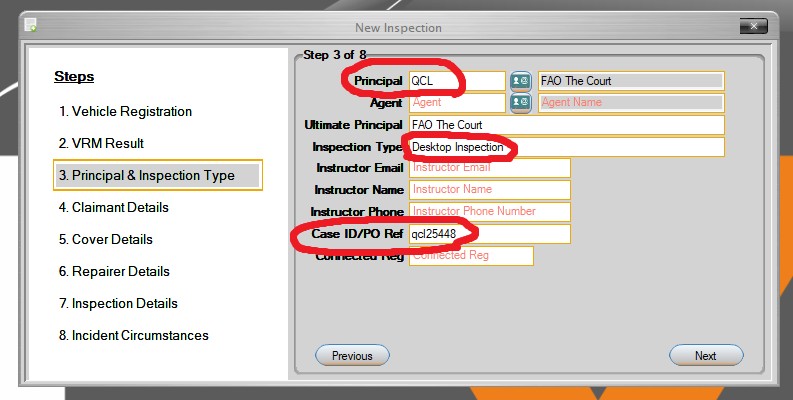 New Inspection
Steps
1. Vehicle Registration
2. VRM Result
3. Principal & Inspection Type
4. Claimant Details
5. Cover Details
6. Repairer Details
7. Inspection Details
8. Incident Circumstances
Step 3 of 8
Principal QCL FAO The Court
Agent Agent Agent Name
Ultimate Principal FAO The Court
Inspection Type Desktop Inspection
Instructor Email Instructor Email
Instructor Name Instructor Name
Instructor Phone Instructor Phone Number
Case ID/PO Ref qcl25448
Connected Reg Connected Reg
Previous Next